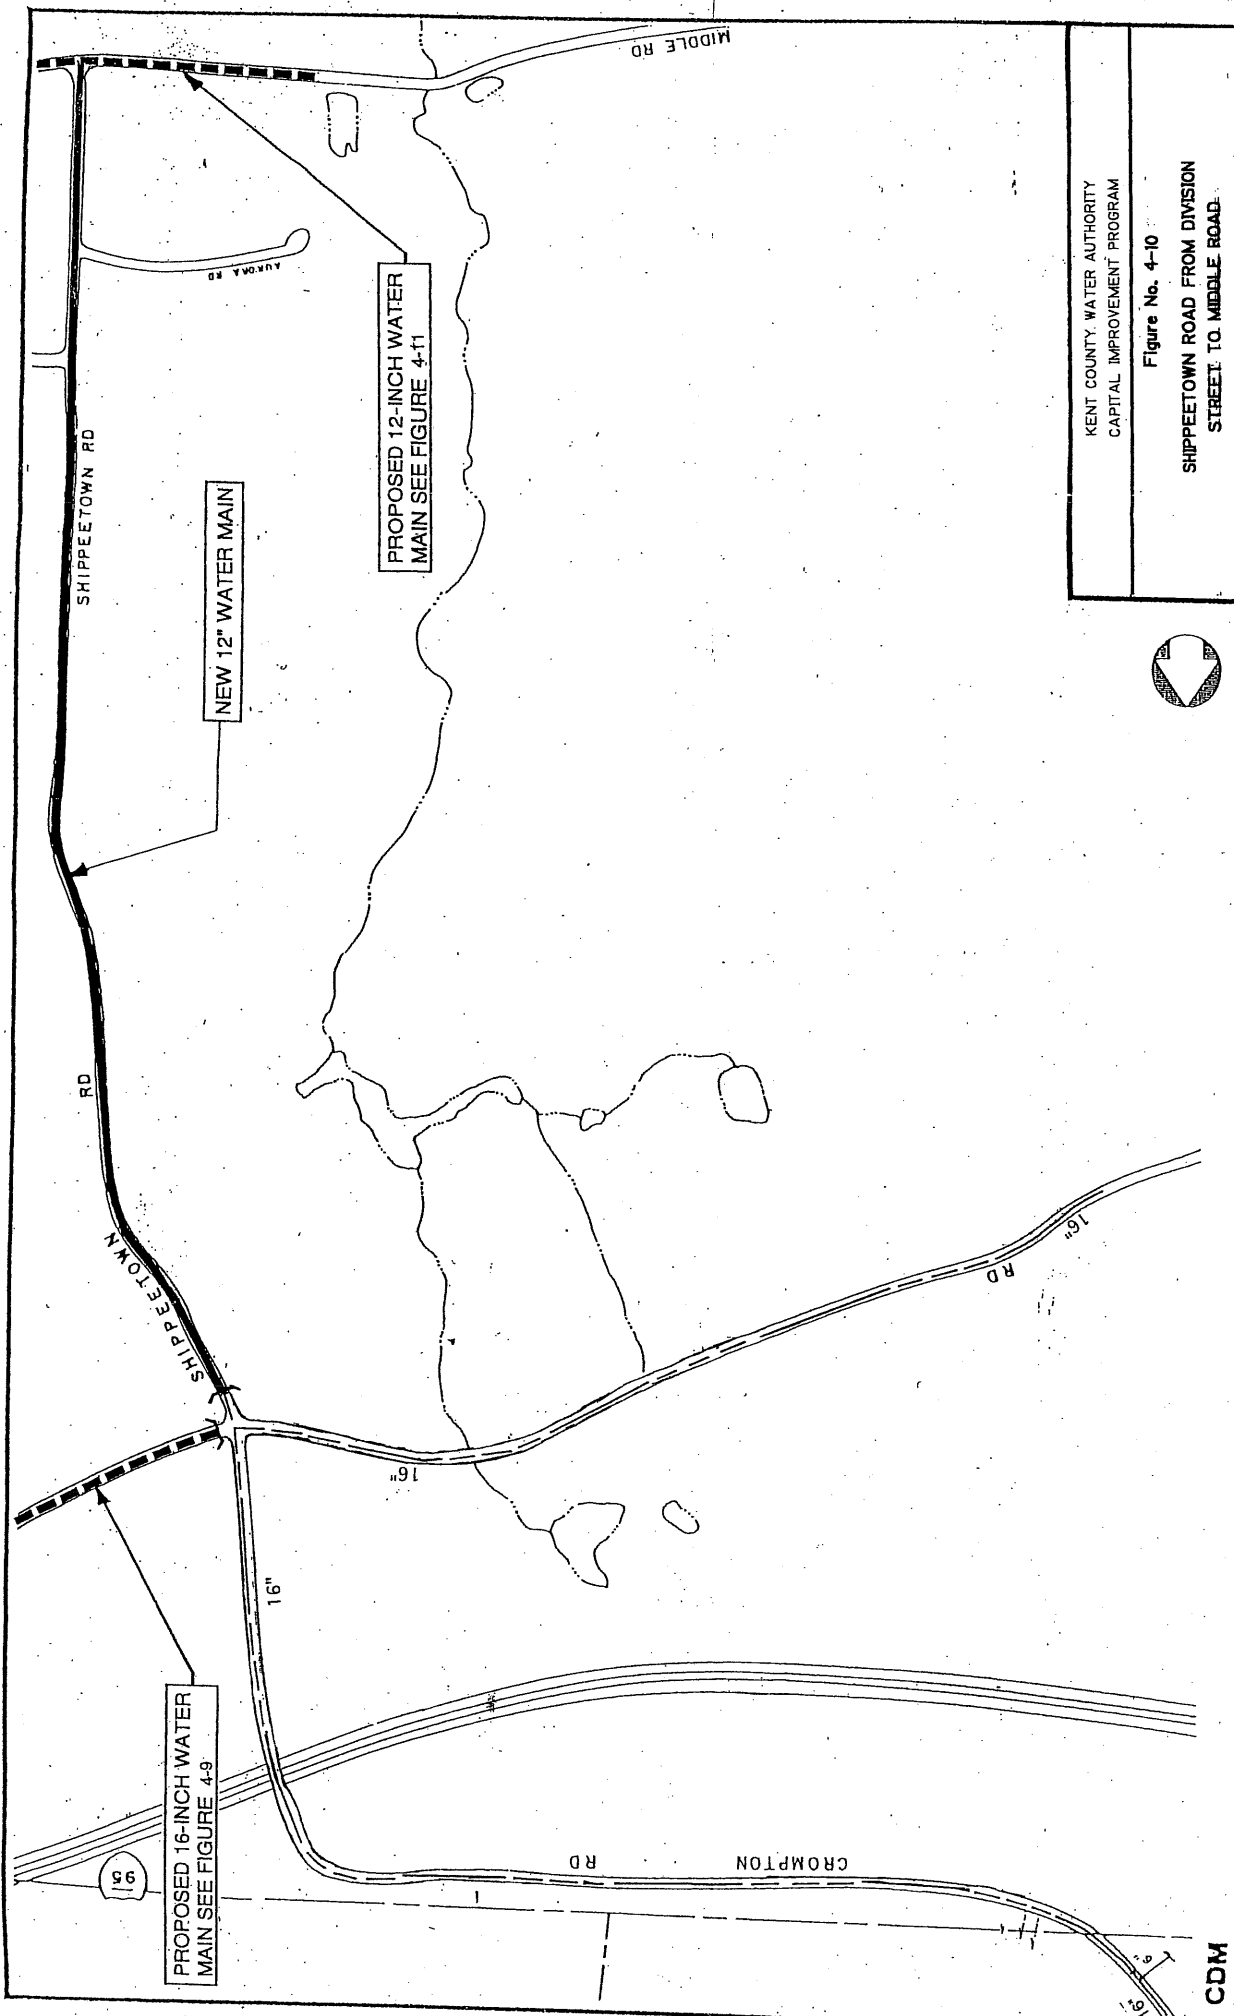 MIDDLE RD
AURORA RD
SHIPPEETOWN RD
NEW 12" WATER MAIN
PROPOSED 12-INCH WATER
MAIN SEE FIGURE 4-11
SHIPPEETOWN RD
PROPOSED 16-INCH WATER
MAIN SEE FIGURE 4-9
95
16"
16"
RD
16"
CROMPTON RD
6"
16"
KENT COUNTY WATER AUTHORITY
CAPITAL IMPROVEMENT PROGRAM
Figure No. 4-10
SHIPPEETOWN ROAD FROM DIVISION
STREET TO MIDDLE ROAD
CDM